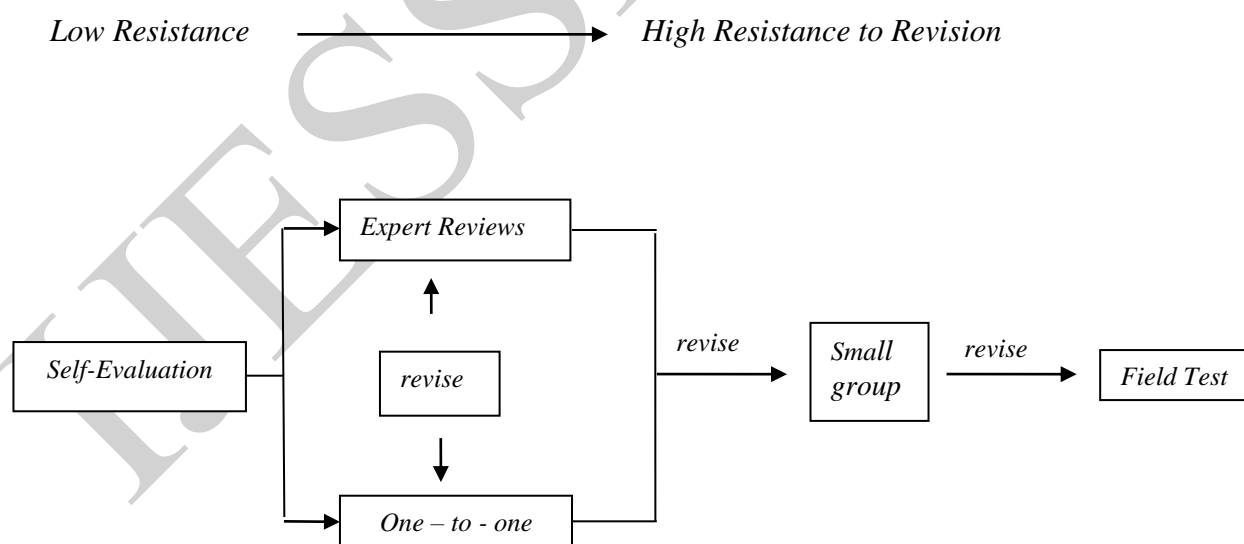 Low Resistance
High Resistance to Revision
Expert Reviews
Self-Evaluation
revise
revise
Small
group
revise
Field Test
One – to - one